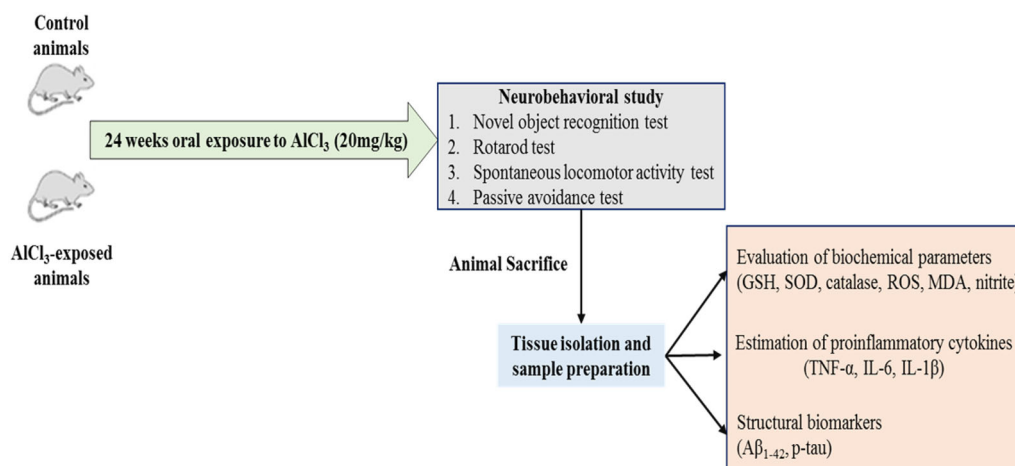 Control
animals
24 weeks oral exposure to AlCl₃ (20mg/kg)
AlCl₃-exposed
animals
Neurobehavioral study
1. Novel object recognition test
2. Rotarod test
3. Spontaneous locomotor activity test
4. Passive avoidance test
Animal Sacrifice
Tissue isolation and
sample preparation
Evaluation of biochemical parameters
(GSH, SOD, catalase, ROS, MDA, nitrite)
Estimation of proinflammatory cytokines
(TNF-α, IL-6, IL-1β)
Structural biomarkers
(Aβ₁₋₄₂, p-tau)